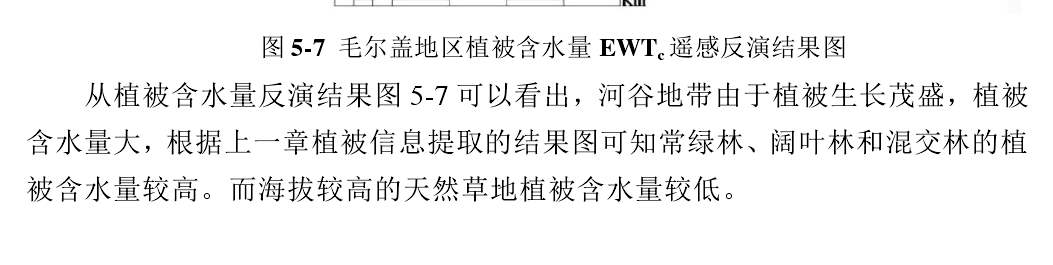 Km
图 5-7 毛尔盖地区植被含水量 EWTc遥感反演结果图
从植被含水量反演结果图 5-7 可以看出，河谷地带由于植被生长茂盛，植被
含水量大，根据上一章植被信息提取的结果图可知常绿林、阔叶林和混交林的植
被含水量较高。而海拔较高的天然草地植被含水量较低。